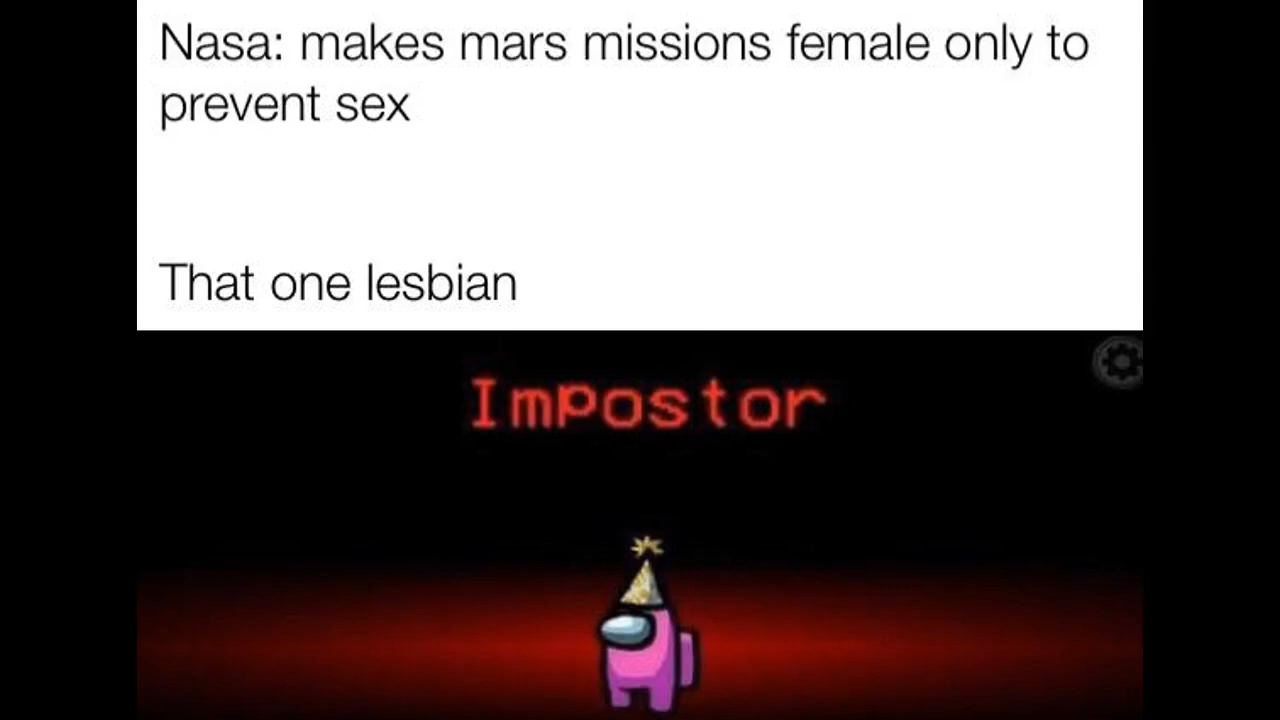 Nasa: makes mars missions female only to
prevent sex
That one lesbian
Impostor